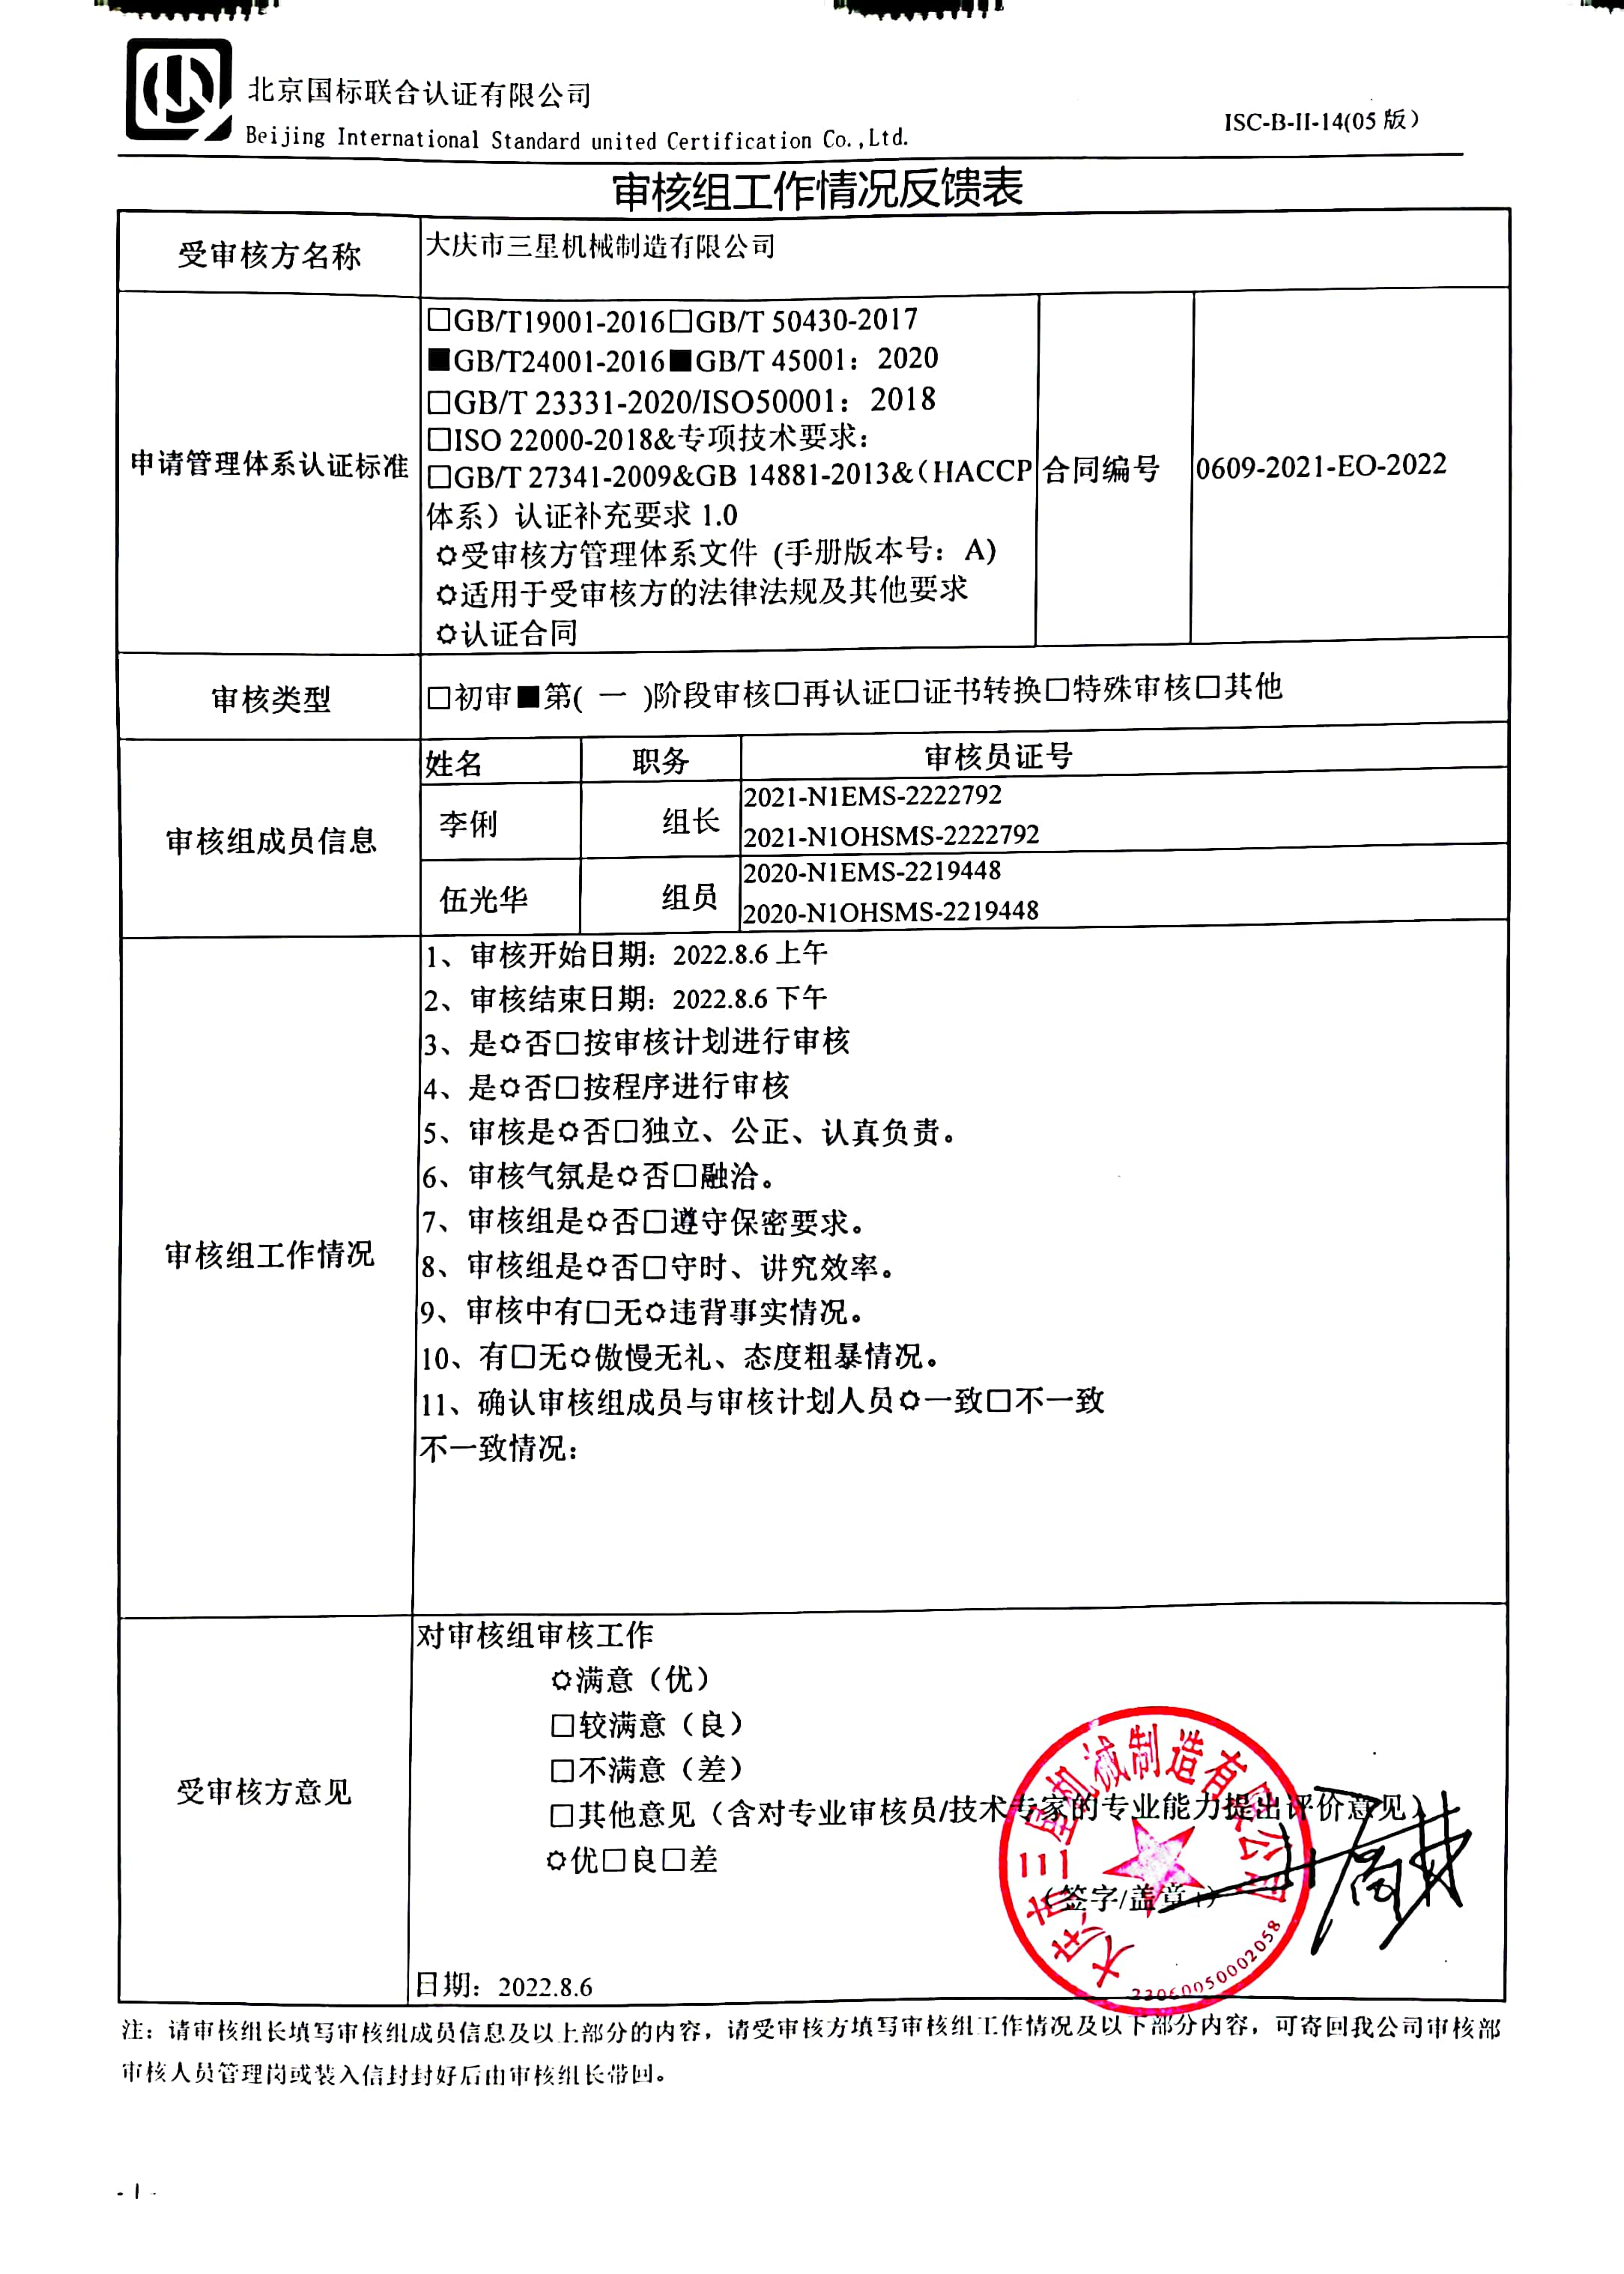 北京国标联合认证有限公司
Beijing International Standard united Certification Co.,Ltd.
ISC-B-II-14(05 版)
审核组工作情况反馈表
受审核方名称
大庆市三星机械制造有限公司
申请管理体系认证标准
□GB/T19001-2016□GB/T 50430-2017
■GB/T24001-2016■GB/T 45001：2020
□GB/T 23331-2020/ISO50001：2018
□ISO 22000-2018&专项技术要求：
□GB/T 27341-2009&GB 14881-2013&（HACCP
体系）认证补充要求 1.0
✡受审核方管理体系文件 (手册版本号：A)
✡适用于受审核方的法律法规及其他要求
✡认证合同
合同编号
0609-2021-EO-2022
审核类型
□初审■第( 一 )阶段审核□再认证□证书转换□特殊审核□其他
审核组成员信息
姓名 职务 审核员证号
李俐 组长
2021-N1EMS-2222792
2021-N1OHSMS-2222792
伍光华 组员
2020-N1EMS-2219448
2020-N1OHSMS-2219448
审核组工作情况
1、审核开始日期：2022.8.6 上午
2、审核结束日期：2022.8.6 下午
3、是✡否□按审核计划进行审核
4、是✡否□按程序进行审核
5、审核是✡否□独立、公正、认真负责。
6、审核气氛是✡否□融洽。
7、审核组是✡否□遵守保密要求。
8、审核组是✡否□守时、讲究效率。
9、审核中有□无✡违背事实情况。
10、有□无✡傲慢无礼、态度粗暴情况。
11、确认审核组成员与审核计划人员✡一致□不一致
不一致情况：
受审核方意见
对审核组审核工作
✡满意（优）
□较满意（良）
□不满意（差）
□其他意见（含对专业审核员/技术专家的专业能力提出评价意见）
✡优□良□差
（签字/盖章）
大庆市三星机械制造有限公司
23060050002058
日期：2022.8.6
注：请审核组长填写审核组成员信息及以上部分的内容，请受审核方填写审核组工作情况及以下部分内容，可寄回我公司审核部
审核人员管理岗或装入信封封好后由审核组长带回。
- 1 -